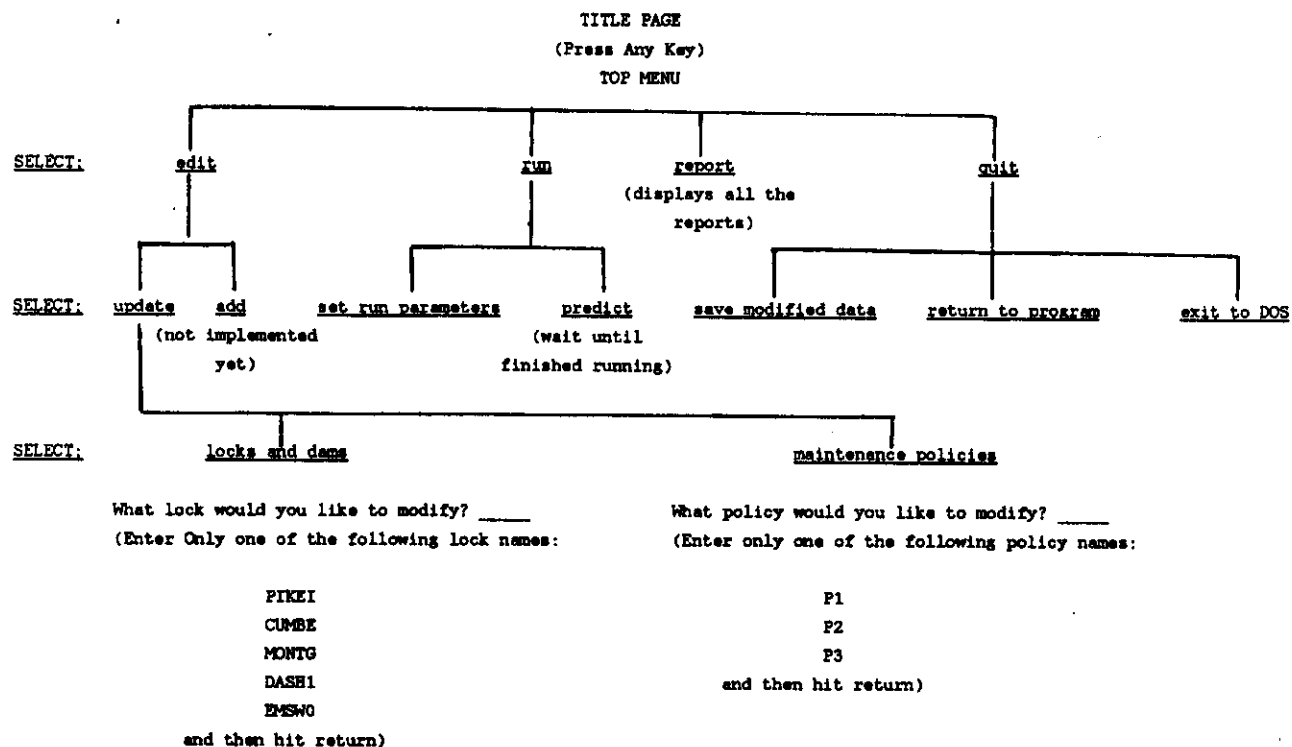 TITLE PAGE
(Press Any Key)
TOP MENU
SELECT: edit run report quit
(displays all the
reports)
SELECT: update add set run parameters predict save modified data return to program exit to DOS
(not implemented
yet)
(wait until
finished running)
SELECT: locks and dams maintenance policies
What lock would you like to modify? _____
(Enter Only one of the following lock names:
PIKEI
CUMBE
MONTG
DASH1
EMSWO
and then hit return)
What policy would you like to modify? _____
(Enter only one of the following policy names:
P1
P2
P3
and then hit return)